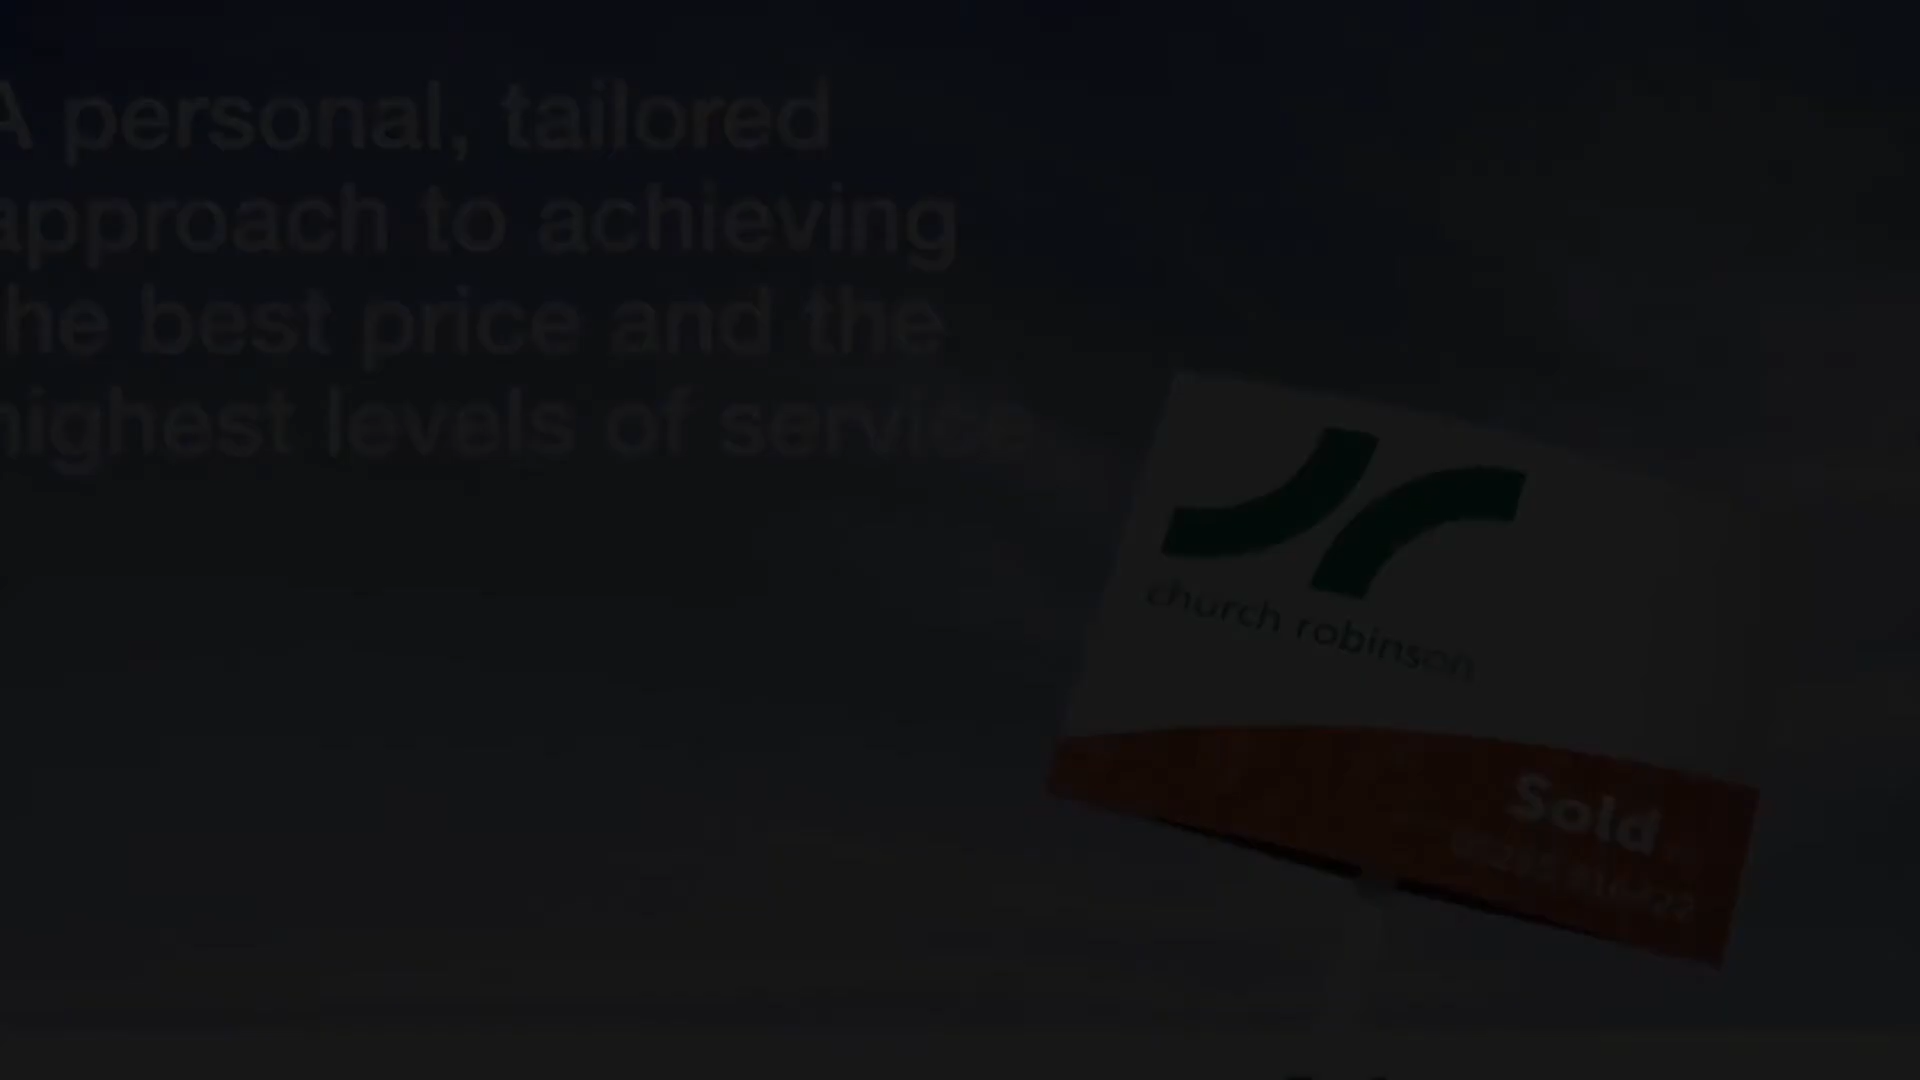 A personal, tailored
approach to achieving
the best price and the
highest levels of service
church robinson
Sold